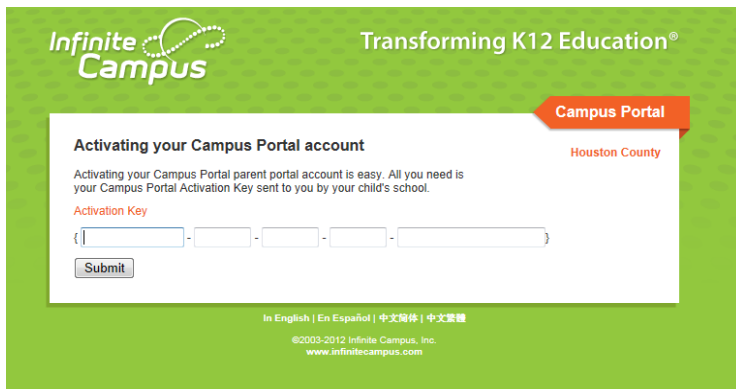 Infinite
Campus
Transforming K12 Education®
Campus Portal
Houston County
Activating your Campus Portal account
Activating your Campus Portal parent portal account is easy. All you need is
your Campus Portal Activation Key sent to you by your child's school.
Activation Key
{ - - - - }
Submit
In English | En Español | 中文简体 | 中文繁體
©2003-2012 Infinite Campus, Inc.
www.infinitecampus.com